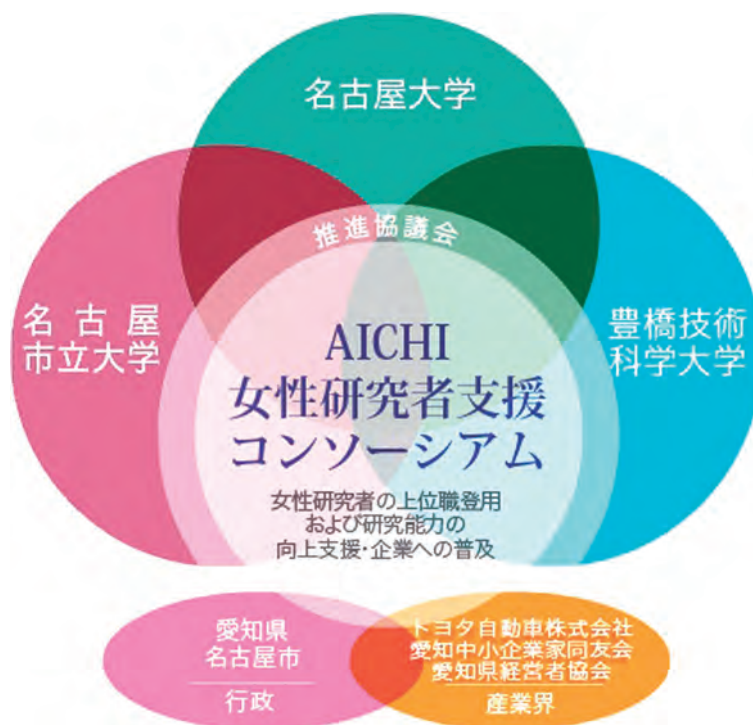 名古屋大学
推進協議会
名古屋
市立大学
豊橋技術
科学大学
AICHI
女性研究者支援
コンソーシアム
女性研究者の上位職登用
および研究能力の
向上支援・企業への普及
愛知県
名古屋市
行政
トヨタ自動車株式会社
愛知中小企業家同友会
愛知県経営者協会
産業界